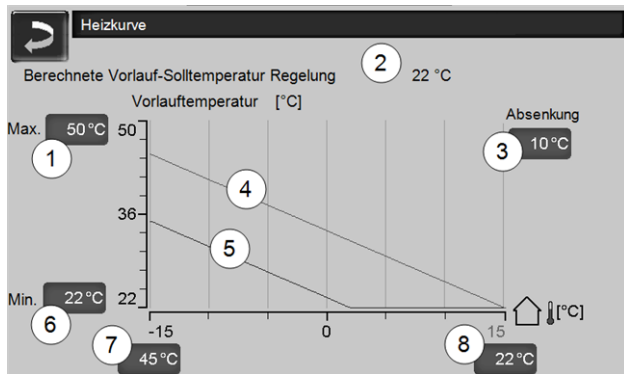 Heizkurve
Berechnete Vorlauf-Solltemperatur Regelung 2 22 °C
Vorlauftemperatur [°C]
Absenkung
Max. 50 °C 50
10 °C
1
3
4
36
5
Min. 22 °C 22
[°C]
6
-15 0 15
7
8
45 °C
22 °C